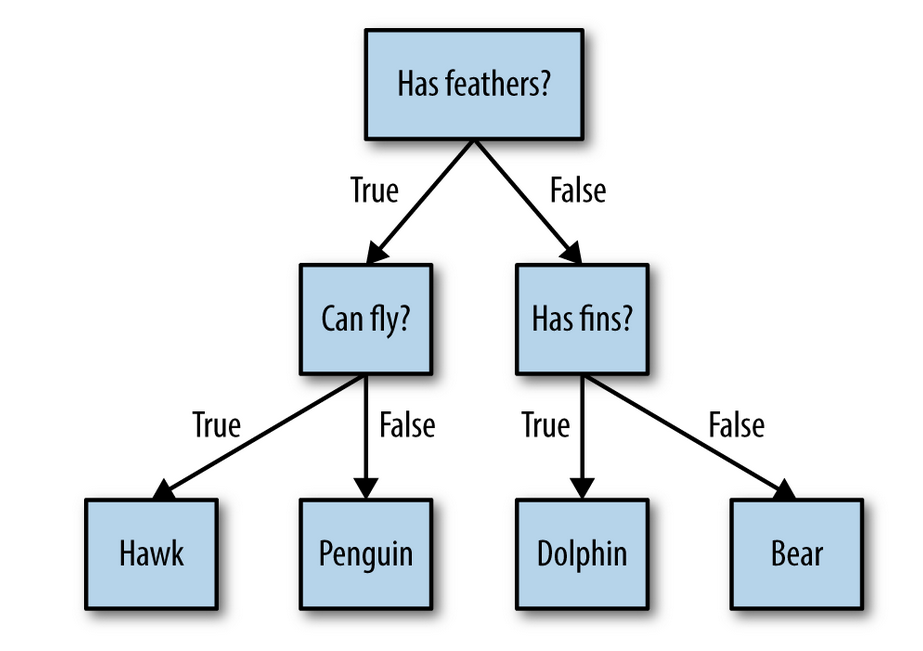 Has feathers?
True
False
Can fly?
Has fins?
True
False
True
False
Hawk
Penguin
Dolphin
Bear